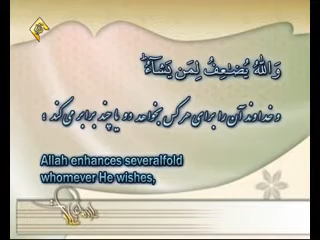 وَاللَّهُ يُضَـٰعِفُ لِمَن يَشَاءُ ۗ
و خداوند آن را برای هر کس بخواهد دو یا چند برابر می کند :
Allah enhances severalfold
whomever He wishes,